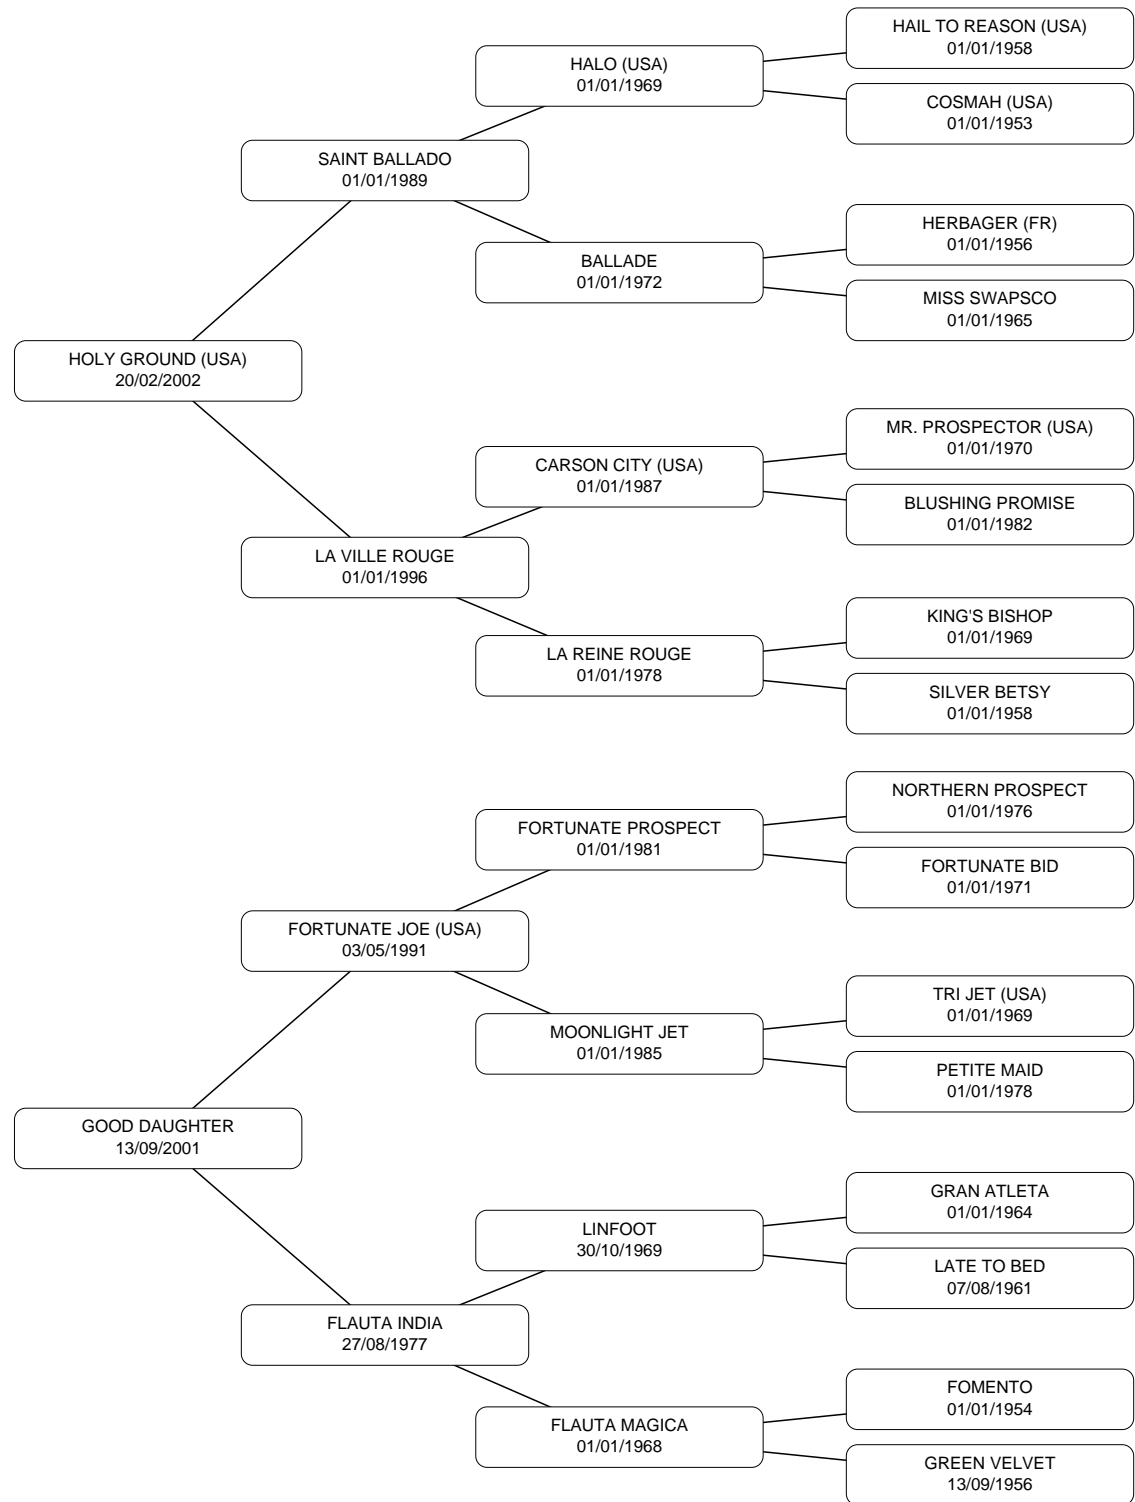 HAIL TO REASON (USA)
01/01/1958
HALO (USA)
01/01/1969
COSMAH (USA)
01/01/1953
SAINT BALLADO
01/01/1989
HERBAGER (FR)
01/01/1956
BALLADE
01/01/1972
MISS SWAPSCO
01/01/1965
HOLY GROUND (USA)
20/02/2002
MR. PROSPECTOR (USA)
01/01/1970
CARSON CITY (USA)
01/01/1987
BLUSHING PROMISE
01/01/1982
LA VILLE ROUGE
01/01/1996
KING'S BISHOP
01/01/1969
LA REINE ROUGE
01/01/1978
SILVER BETSY
01/01/1958
NORTHERN PROSPECT
01/01/1976
FORTUNATE PROSPECT
01/01/1981
FORTUNATE BID
01/01/1971
FORTUNATE JOE (USA)
03/05/1991
TRI JET (USA)
01/01/1969
MOONLIGHT JET
01/01/1985
PETITE MAID
01/01/1978
GOOD DAUGHTER
13/09/2001
GRAN ATLETA
01/01/1964
LINFOOT
30/10/1969
LATE TO BED
07/08/1961
FLAUTA INDIA
27/08/1977
FOMENTO
01/01/1954
FLAUTA MAGICA
01/01/1968
GREEN VELVET
13/09/1956